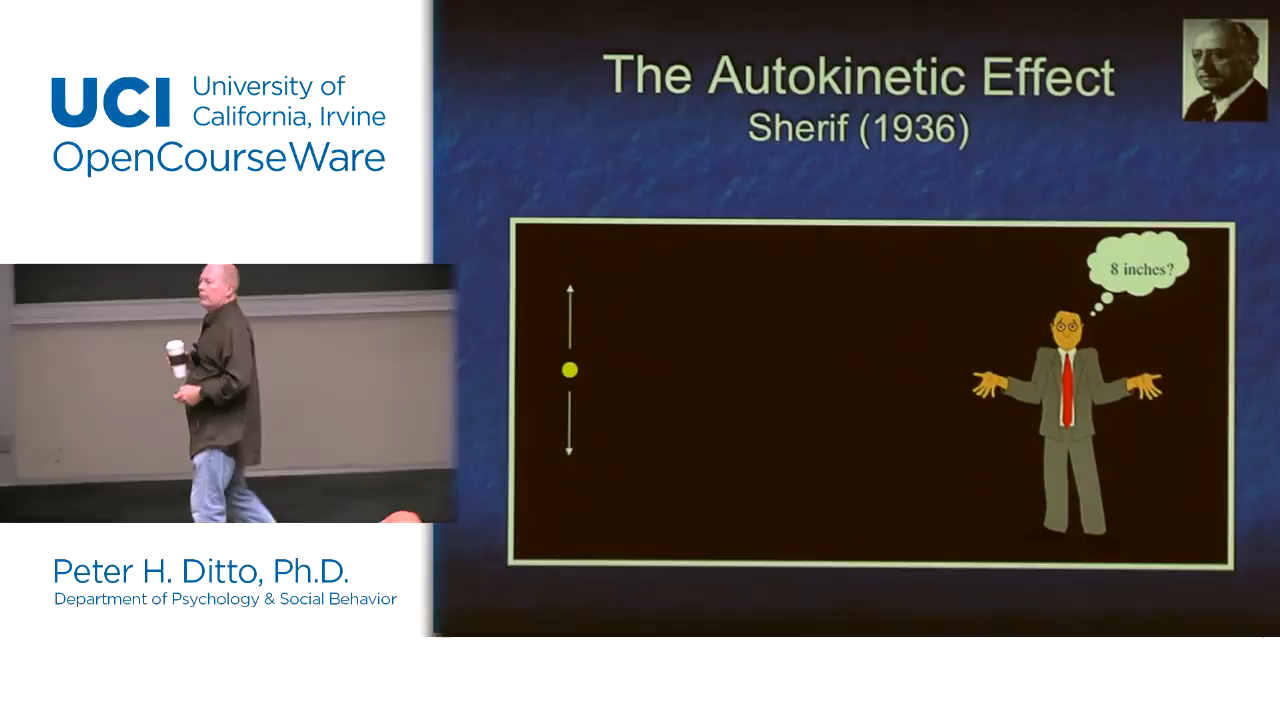 UCI University of
California, Irvine
OpenCourseWare
The Autokinetic Effect
Sherif (1936)
8 inches?
Peter H. Ditto, Ph.D.
Department of Psychology & Social Behavior